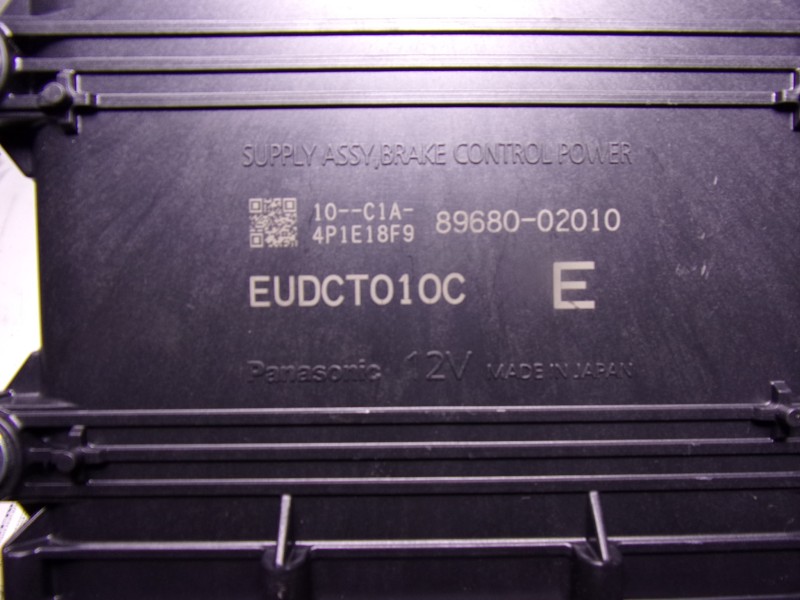 SUPPLY ASSY,BRAKE CONTROL POWER
10--C1A-
4P1E18F9 89680-02010
EUDCT010C E
Panasonic 12V MADE IN JAPAN